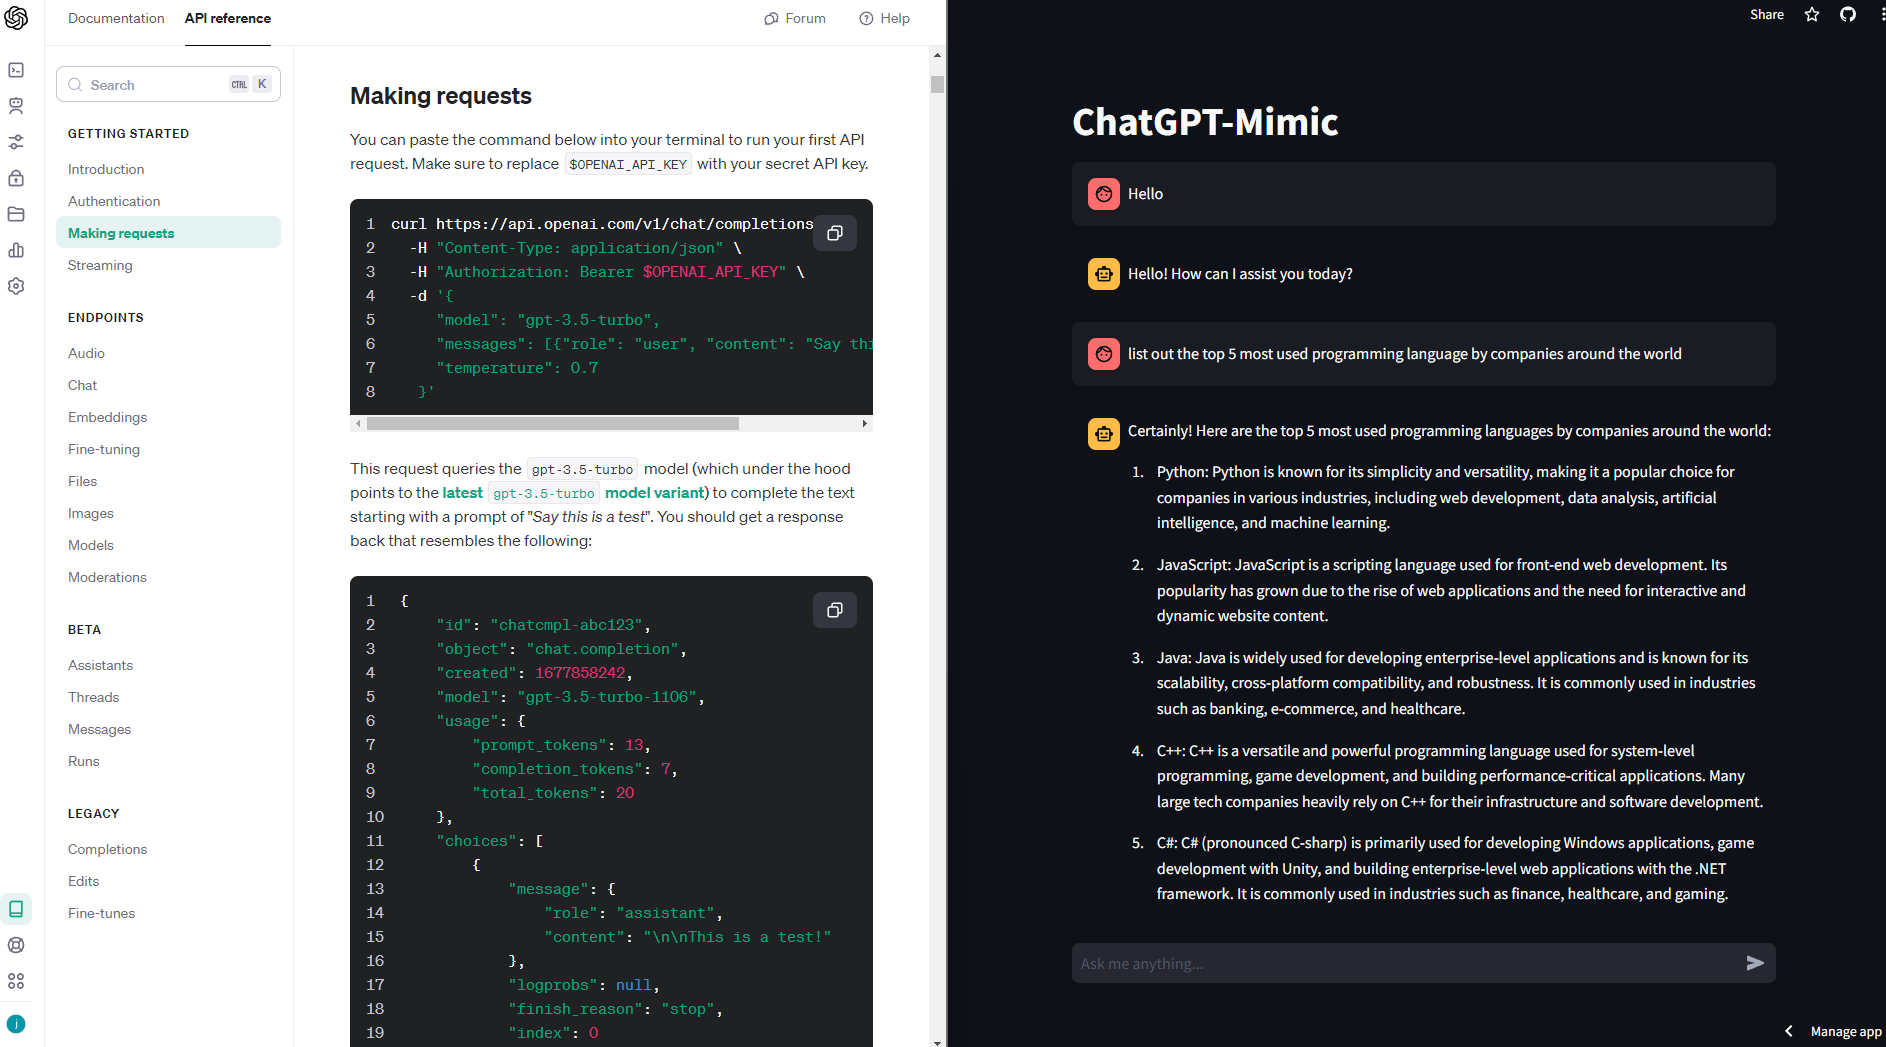 Documentation
API reference
Forum
Help
Search
CTRL K
GETTING STARTED
Introduction
Authentication
Making requests
Streaming
ENDPOINTS
Audio
Chat
Embeddings
Fine-tuning
Files
Images
Models
Moderations
BETA
Assistants
Threads
Messages
Runs
LEGACY
Completions
Edits
Fine-tunes
j
Making requests
You can paste the command below into your terminal to run your first API
request. Make sure to replace $OPENAI_API_KEY with your secret API key.
1 curl https://api.openai.com/v1/chat/completions
2 -H "Content-Type: application/json" \
3 -H "Authorization: Bearer $OPENAI_API_KEY" \
4 -d '{
5 "model": "gpt-3.5-turbo",
6 "messages": [{"role": "user", "content": "Say thi
7 "temperature": 0.7
8 }'
This request queries the gpt-3.5-turbo model (which under the hood
points to the latest gpt-3.5-turbo model variant) to complete the text
starting with a prompt of "Say this is a test". You should get a response
back that resembles the following:
1 {
2 "id": "chatcmpl-abc123",
3 "object": "chat.completion",
4 "created": 1677858242,
5 "model": "gpt-3.5-turbo-1106",
6 "usage": {
7 "prompt_tokens": 13,
8 "completion_tokens": 7,
9 "total_tokens": 20
10 },
11 "choices": [
12 {
13 "message": {
14 "role": "assistant",
15 "content": "\n\nThis is a test!"
16 },
17 "logprobs": null,
18 "finish_reason": "stop",
19 "index": 0
Share
ChatGPT-Mimic
Hello
Hello! How can I assist you today?
list out the top 5 most used programming language by companies around the world
Certainly! Here are the top 5 most used programming languages by companies around the world:
1. Python: Python is known for its simplicity and versatility, making it a popular choice for
companies in various industries, including web development, data analysis, artificial
intelligence, and machine learning.
2. JavaScript: JavaScript is a scripting language used for front-end web development. Its
popularity has grown due to the rise of web applications and the need for interactive and
dynamic website content.
3. Java: Java is widely used for developing enterprise-level applications and is known for its
scalability, cross-platform compatibility, and robustness. It is commonly used in industries
such as banking, e-commerce, and healthcare.
4. C++: C++ is a versatile and powerful programming language used for system-level
programming, game development, and building performance-critical applications. Many
large tech companies heavily rely on C++ for their infrastructure and software development.
5. C#: C# (pronounced C-sharp) is primarily used for developing Windows applications, game
development with Unity, and building enterprise-level web applications with the .NET
framework. It is commonly used in industries such as finance, healthcare, and gaming.
Ask me anything...
Manage app